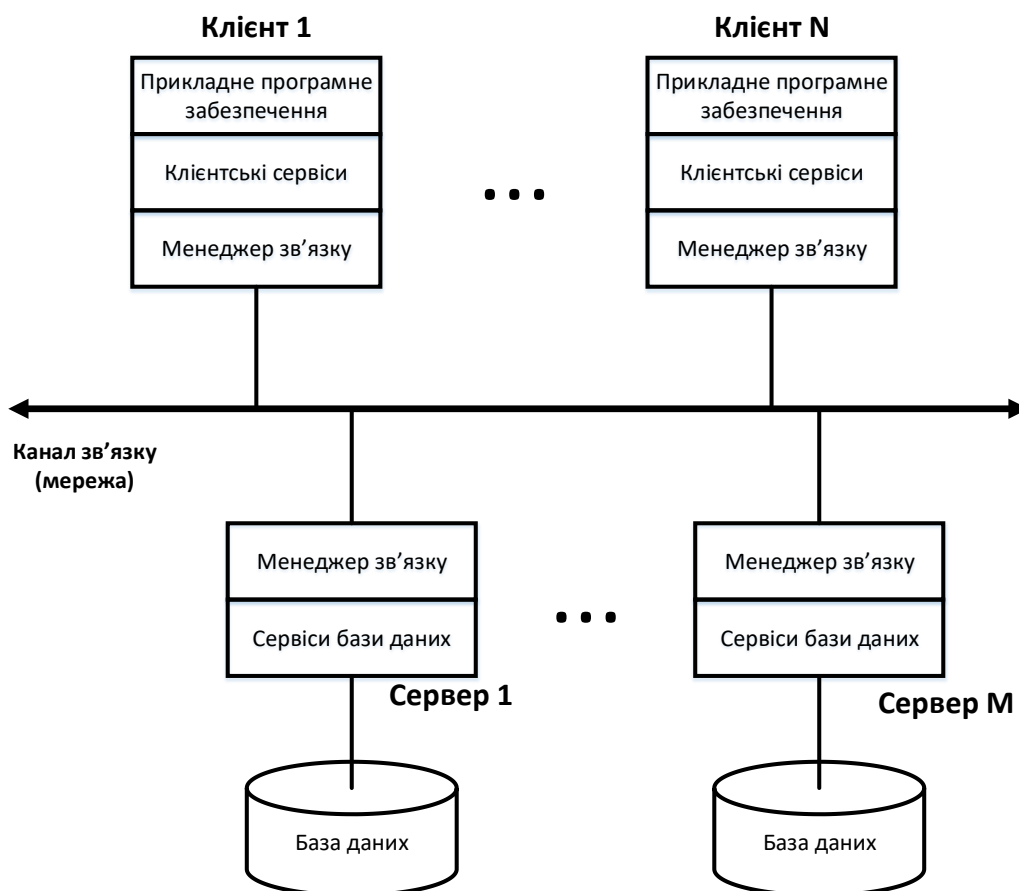 Клієнт 1
Клієнт N
Прикладне програмне
забезпечення
Клієнтські сервіси
Менеджер зв’язку
...
Прикладне програмне
забезпечення
Клієнтські сервіси
Менеджер зв’язку
Канал зв’язку
(мережа)
Менеджер зв’язку
Сервіси бази даних
Сервер 1
...
Менеджер зв’язку
Сервіси бази даних
Сервер M
База даних
База даних